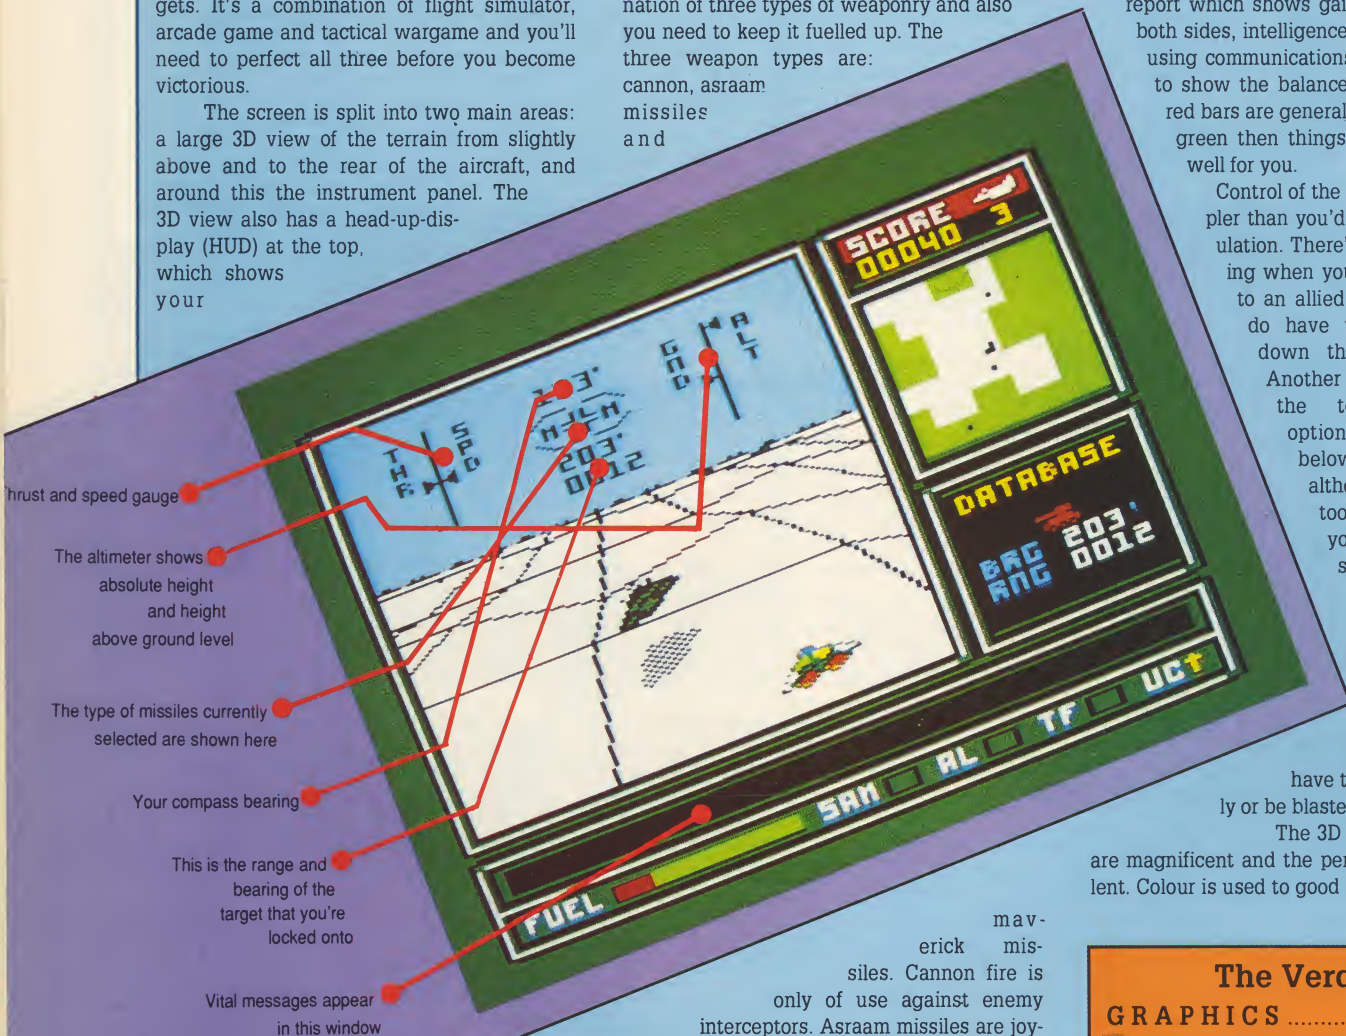 gets. It's a combination of flight simulator,
arcade game and tactical wargame and you'll
need to perfect all three before you become
victorious.
The screen is split into two main areas:
a large 3D view of the terrain from slightly
above and to the rear of the aircraft, and
around this the instrument panel. The
3D view also has a head-up-dis-
play (HUD) at the top,
which shows
your
nation of three types of weaponry and also
you need to keep it fuelled up. The
three weapon types are:
cannon, asraam
missiles
and
mav-
erick mis-
siles. Cannon fire is
only of use against enemy
interceptors. Asraam missiles are joy-
report which shows
both sides, intelligence
using communications
to show the balance
red bars are general
green then things
well for you.
Control of the
pler than you'd
ing when
to an allied
do have
down
Another
the
option
below
have
ly or be
The 3D
are magnificent and the
lent. Colour is used to good
The
GRAPHICS
hrust and speed gauge
The altimeter shows
absolute height
and height
above ground level
The type of missiles currently
selected are shown here
Your compass bearing
This is the range and
bearing of the
target that you're
locked onto
Vital messages appear
in this window
THR
SPD
203°
0012
GND
ALT
SCORE
00040 3
DATABASE
BRG 203°
RNG 0012
FUEL
SAM
AL
TF
UC